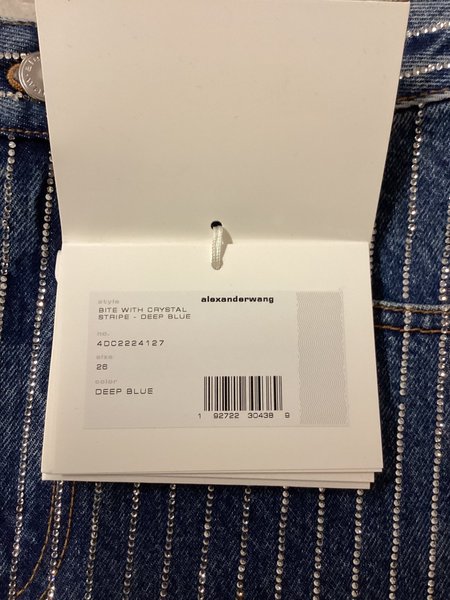 style
alexanderwang
BITE WITH CRYSTAL
STRIPE - DEEP BLUE
no.
4DC2224127
size
26
color
DEEP BLUE
1 92722 30438 9